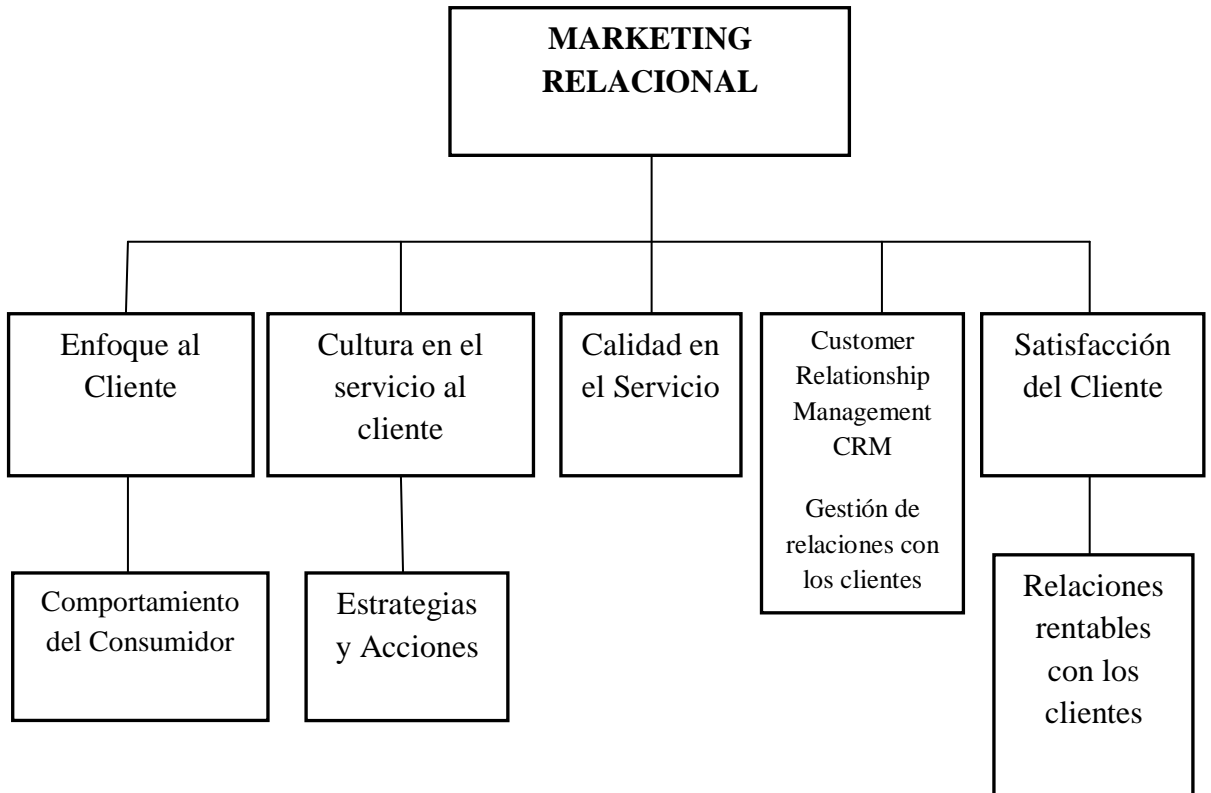 MARKETING
RELACIONAL
Enfoque al
Cliente
Cultura en el
servicio al
cliente
Calidad en
el Servicio
Customer
Relationship
Management
CRM
Gestión de
relaciones con
los clientes
Satisfacción
del Cliente
Comportamiento
del Consumidor
Estrategias
y Acciones
Relaciones
rentables
con los
clientes